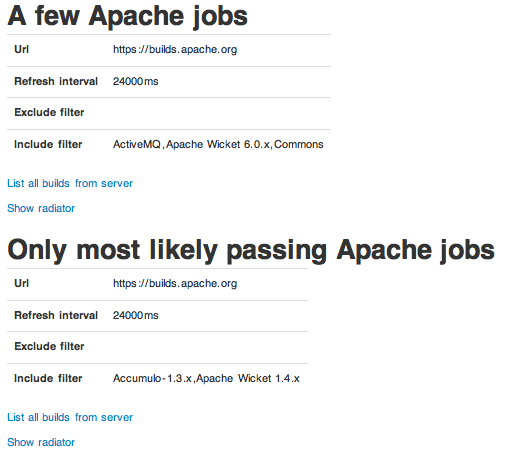 A few Apache jobs
Url https://builds.apache.org
Refresh interval 24000ms
Exclude filter
Include filter ActiveMQ,Apache Wicket 6.0.x,Commons
List all builds from server
Show radiator
Only most likely passing Apache jobs
Url https://builds.apache.org
Refresh interval 24000ms
Exclude filter
Include filter Accumulo-1.3.x,Apache Wicket 1.4.x
List all builds from server
Show radiator